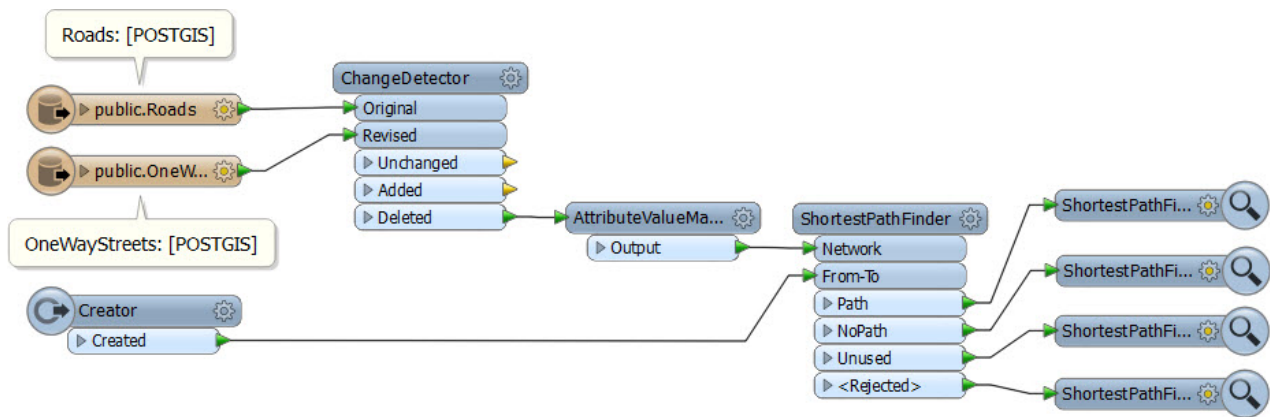 Roads: [POSTGIS]
public.Roads
public.OneW...
OneWayStreets: [POSTGIS]
Creator
Created
ChangeDetector
Original
Revised
Unchanged
Added
Deleted
AttributeValueMa...
Output
ShortestPathFinder
Network
From-To
Path
NoPath
Unused
<Rejected>
ShortestPathFi...
ShortestPathFi...
ShortestPathFi...
ShortestPathFi...